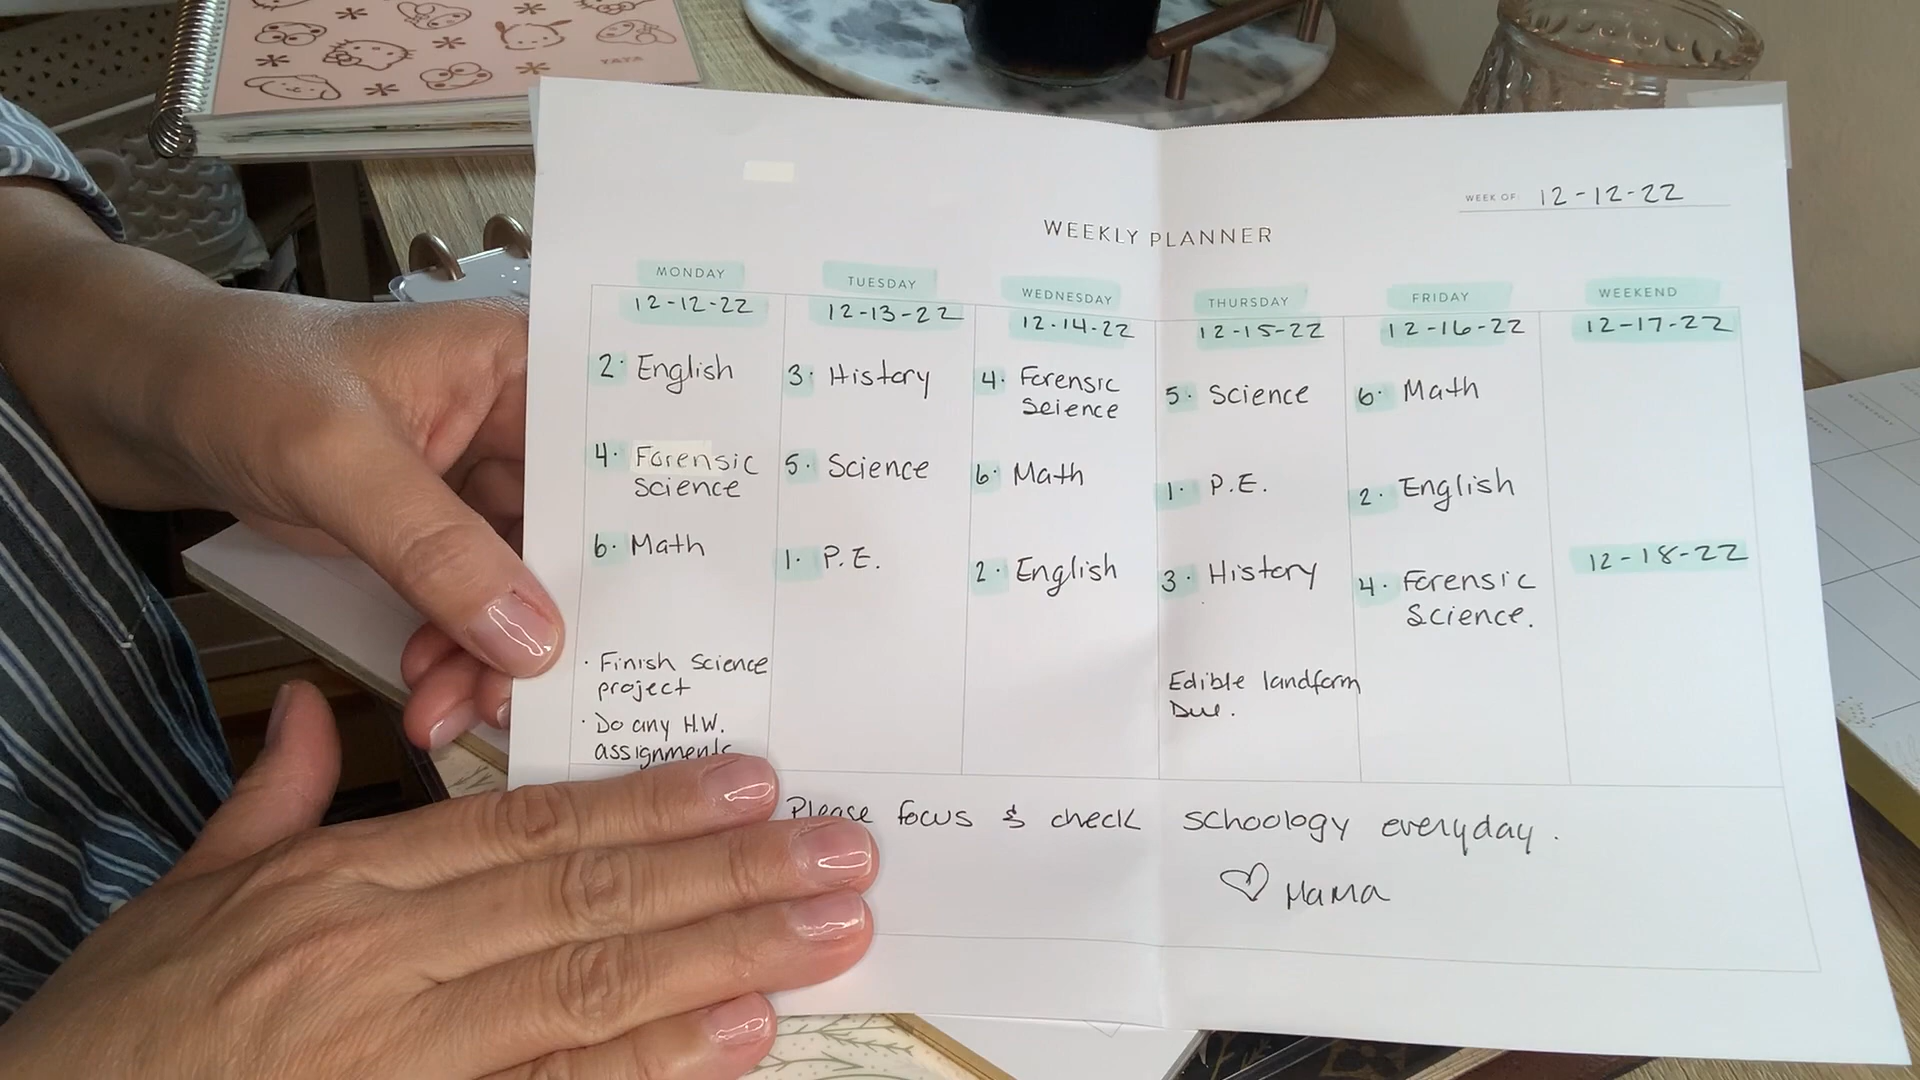 TATA
WEEK OF: 12-12-22
WEEKLY PLANNER
MONDAY
12-12-22
2. English
4. Forensic
Science
6. Math
· Finish science
project
· Do any H.W.
assignments
TUESDAY
12-13-22
3. History
5. Science
1. P.E.
WEDNESDAY
12-14-22
4. Forensic
Science
6. Math
2. English
THURSDAY
12-15-22
5. Science
1. P.E.
3. History
Edible landform
Due.
FRIDAY
12-16-22
6. Math
2. English
4. Forensic
Science.
WEEKEND
12-17-22
12-18-22
Please focus & check schoology everyday.
♡ Mama